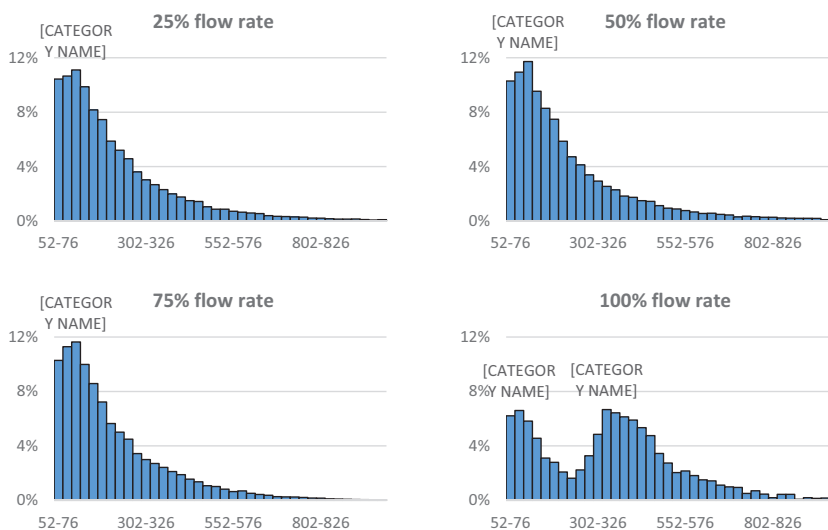 25% flow rate
[CATEGOR
Y NAME]
12%
8%
4%
0%
52-76 302-326 552-576 802-826
50% flow rate
[CATEGOR
Y NAME]
12%
8%
4%
0%
52-76 302-326 552-576 802-826
75% flow rate
[CATEGOR
Y NAME]
12%
8%
4%
0%
52-76 302-326 552-576 802-826
100% flow rate
12%
[CATEGOR
Y NAME]
[CATEGOR
Y NAME]
8%
4%
0%
52-76 302-326 552-576 802-826